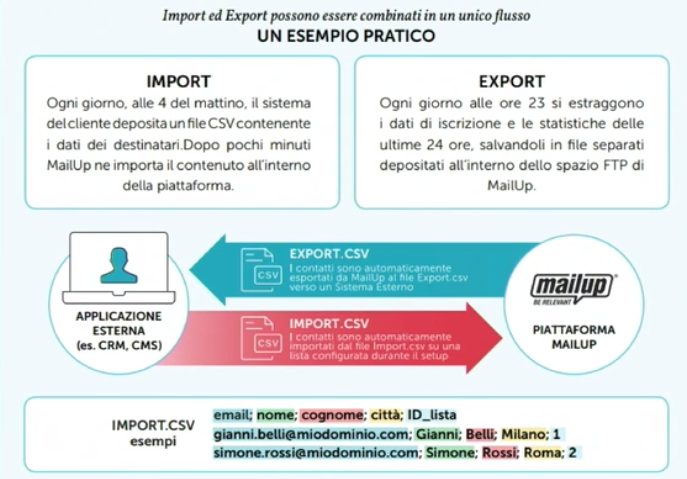 Import ed Export possono essere combinati in un unico flusso
UN ESEMPIO PRATICO
IMPORT
Ogni giorno, alle 4 del mattino, il sistema
del cliente deposita un file CSV contenente
i dati dei destinatari.Dopo pochi minuti
MailUp ne importa il contenuto all'interno
della piattaforma.
EXPORT
Ogni giorno alle ore 23 si estraggono
i dati di iscrizione e le statistiche delle
ultime 24 ore, salvandoli in file separati
depositati all'interno dello spazio FTP di
MailUp.
EXPORT.CSV
CSV
I contatti sono automaticamente
esportati da MailUp al file Export.csv
verso un Sistema Esterno
APPLICAZIONE
ESTERNA
(es. CRM, CMS)
IMPORT.CSV
CSV
I contatti sono automaticamente
importati dal file Import.csv su una
lista configurata durante il setup
mailup®
BE RELEVANT
PIATTAFORMA
MAILUP
IMPORT.CSV
esempi
email; nome; cognome; città; ID_lista
gianni.belli@miodominio.com; Gianni; Belli; Milano; 1
simone.rossi@miodominio.com; Simone; Rossi; Roma; 2